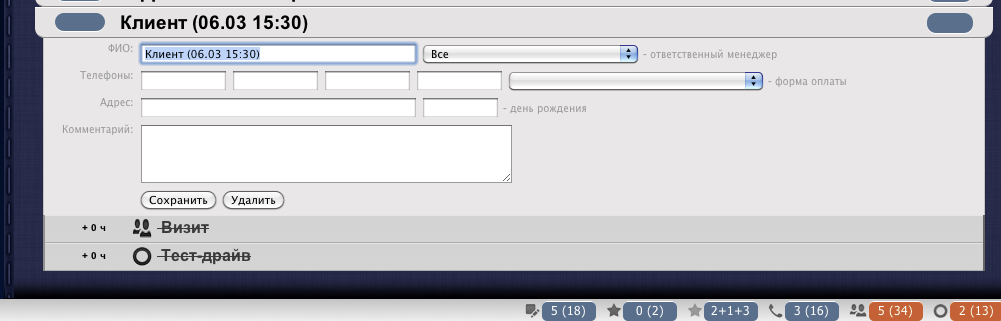 Клиент (06.03 15:30)
ФИО: Клиент (06.03 15:30) Все - ответственный менеджер
Телефоны: - форма оплаты
Адрес: - день рождения
Комментарий:
Сохранить Удалить
+ 0 ч Визит
+ 0 ч Тест-драйв
5 (18) 0 (2) 2+1+3 3 (16) 5 (34) 2 (13)